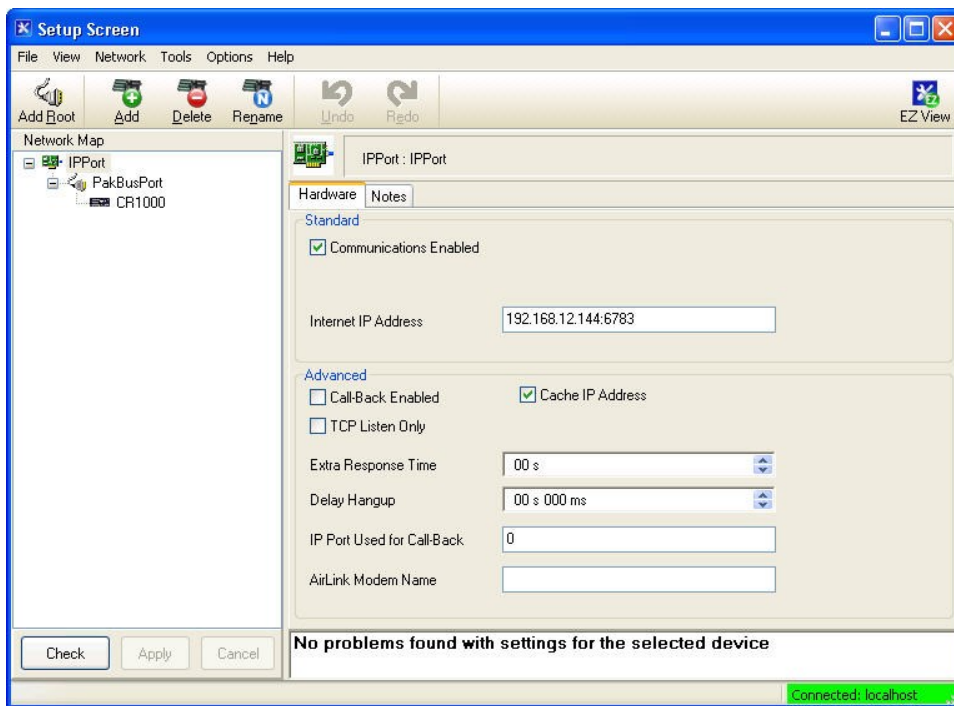 Setup Screen
File View Network Tools Options Help
Add Root Add Delete Rename Undo Redo EZ View
Network Map
IPPort
PakBusPort
CR1000
IPPort : IPPort
Hardware Notes
Standard
Communications Enabled
Internet IP Address 192.168.12.144:6783
Advanced
Call-Back Enabled Cache IP Address
TCP Listen Only
Extra Response Time 00 s
Delay Hangup 00 s 000 ms
IP Port Used for Call-Back 0
AirLink Modem Name
Check Apply Cancel
No problems found with settings for the selected device
Connected: localhost